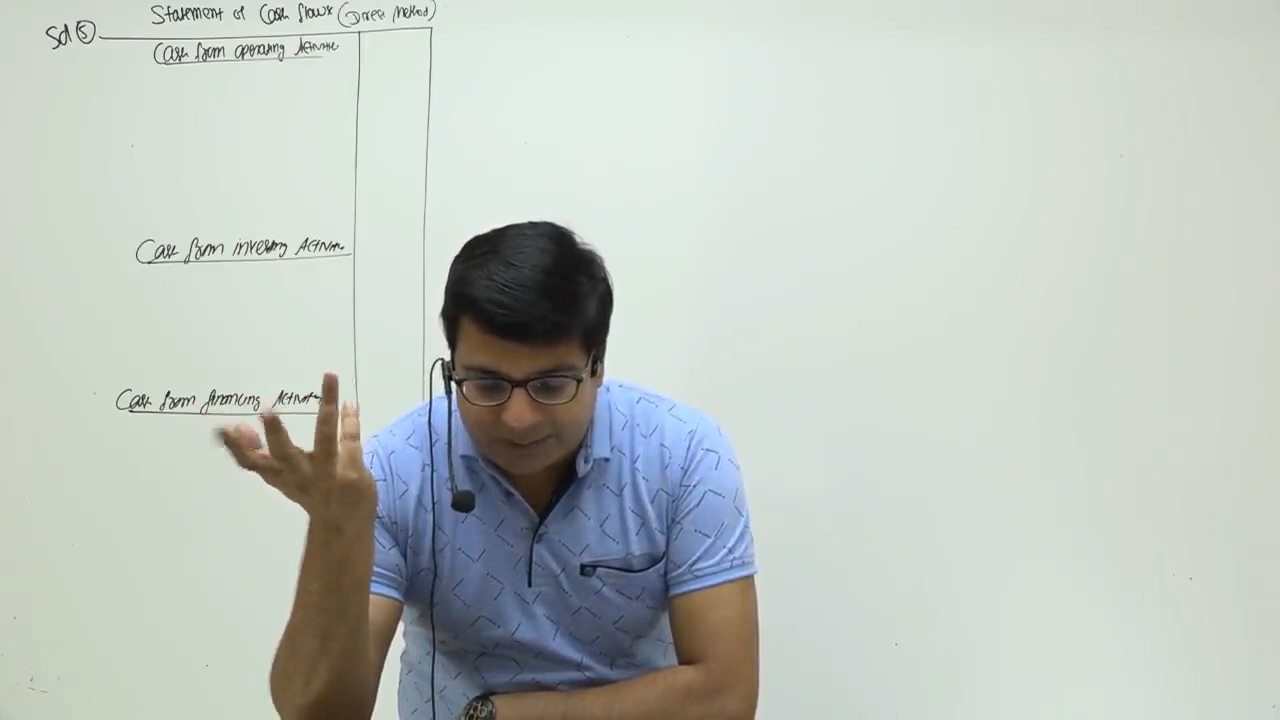 Statement of Cash flows (Direct Method)
Sol ⑤
Cash from operating Activities
Cash from investing Activities
Cash from financing Activities